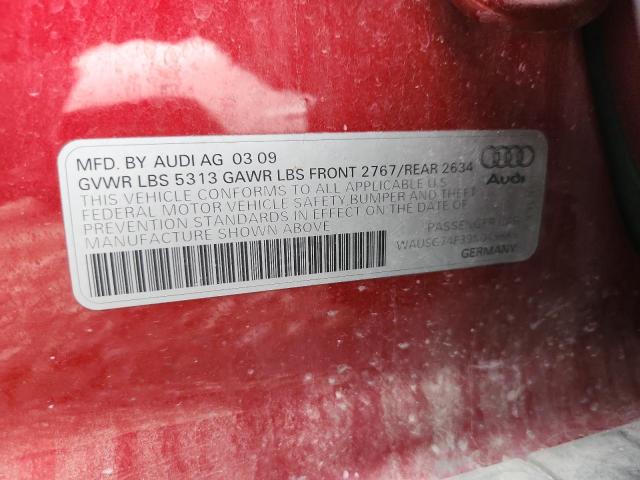 MFD. BY AUDI AG 03 09
GVWR LBS 5313 GAWR LBS FRONT 2767/REAR 2634
THIS VEHICLE CONFORMS TO ALL APPLICABLE U.S.
FEDERAL MOTOR VEHICLE SAFETY, BUMPER AND THEFT
PREVENTION STANDARDS IN EFFECT ON THE DATE OF
MANUFACTURE SHOWN ABOVE
Audi
PASSENGER CAR
GERMANY